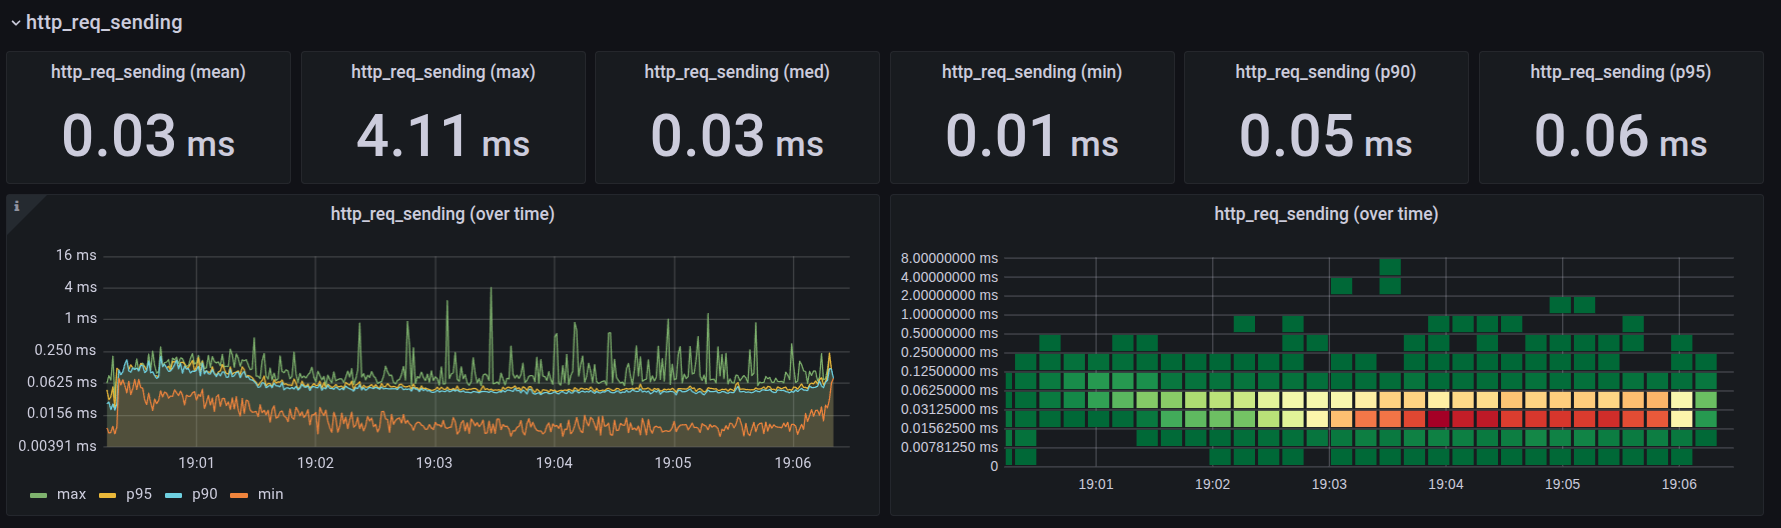 http_req_sending
http_req_sending (mean)
0.03 ms
http_req_sending (max)
4.11 ms
http_req_sending (med)
0.03 ms
http_req_sending (min)
0.01 ms
http_req_sending (p90)
0.05 ms
http_req_sending (p95)
0.06 ms
i
http_req_sending (over time)
16 ms
4 ms
1 ms
0.250 ms
0.0625 ms
0.0156 ms
0.00391 ms
19:01 19:02 19:03 19:04 19:05 19:06
max p95 p90 min
http_req_sending (over time)
8.00000000 ms
4.00000000 ms
2.00000000 ms
1.00000000 ms
0.50000000 ms
0.25000000 ms
0.12500000 ms
0.06250000 ms
0.03125000 ms
0.01562500 ms
0.00781250 ms
0
19:01 19:02 19:03 19:04 19:05 19:06